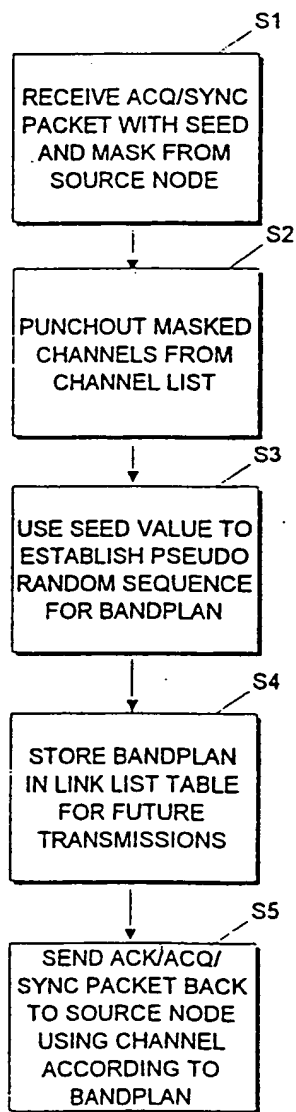 S1
RECEIVE ACQ/SYNC
PACKET WITH SEED
AND MASK FROM
SOURCE NODE
S2
PUNCHOUT MASKED
CHANNELS FROM
CHANNEL LIST
S3
USE SEED VALUE TO
ESTABLISH PSEUDO
RANDOM SEQUENCE
FOR BANDPLAN
S4
STORE BANDPLAN
IN LINK LIST TABLE
FOR FUTURE
TRANSMISSIONS
S5
SEND ACK/ACQ/
SYNC PACKET BACK
TO SOURCE NODE
USING CHANNEL
ACCORDING TO
BANDPLAN